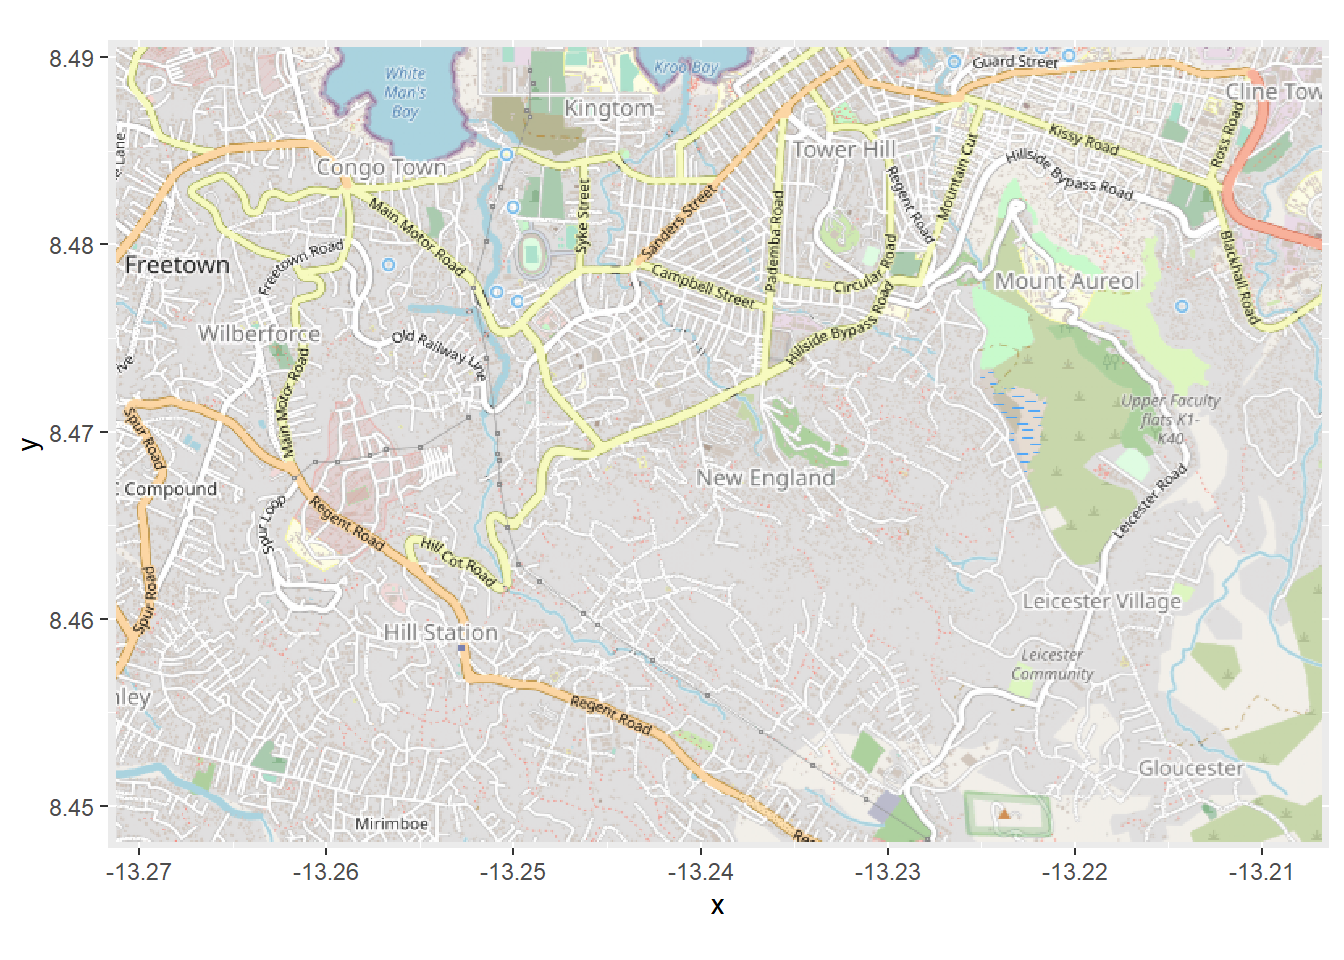 8.49
8.48
8.47
8.46
8.45
y
-13.27
-13.26
-13.25
-13.24
-13.23
-13.22
-13.21
x
White
Man's
Bay
Kroo Bay
Guard Street
Cline Tow
Kingtom
Kissy Road
Ross Road
Lane
Congo Town
Tower Hill
Hillside Bypass Road
Mountain Cut
Regent Road
Syke Street
Sanders Street
Pademba Road
Main Motor Road
Freetown Road
Freetown
Campbell Street
Circular Road
Mount Aureol
Blackhall Road
Wilberforce
Old Railway Line
Hillside Bypass Road
Main Motor Road
Upper Faculty
flats K1-
K40
Spur Road
New England
Compound
Spur Loop
Regent Road
Leicester Road
Hill Cot Road
Spur Road
Leicester Village
Hill Station
Leicester
Community
nley
Regent Road
Gloucester
Mirimboe
Re